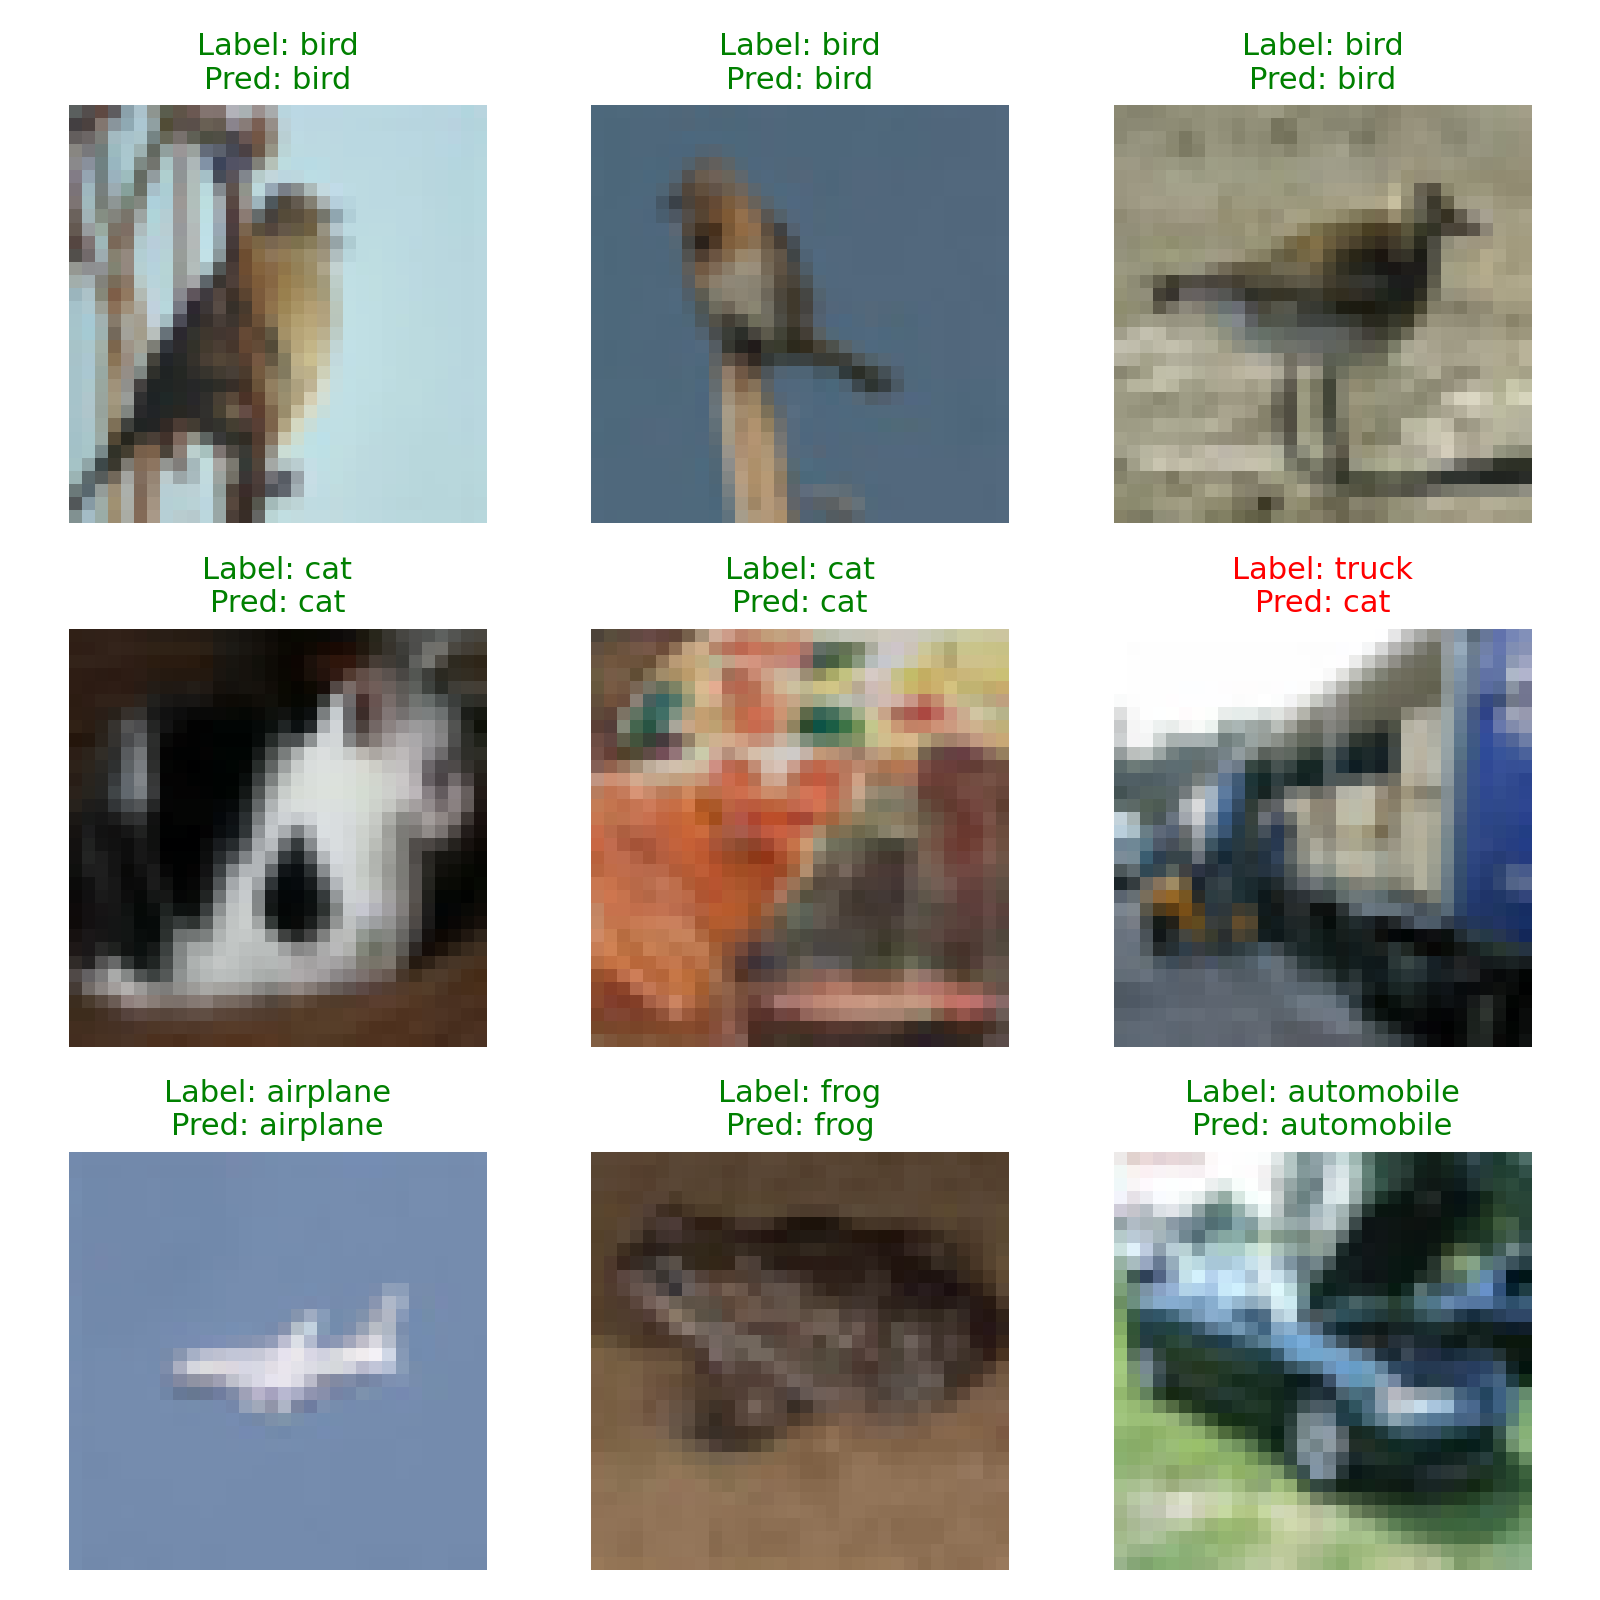 Label: bird
Pred: bird
Label: bird
Pred: bird
Label: bird
Pred: bird
Label: cat
Pred: cat
Label: cat
Pred: cat
Label: truck
Pred: cat
Label: airplane
Pred: airplane
Label: frog
Pred: frog
Label: automobile
Pred: automobile